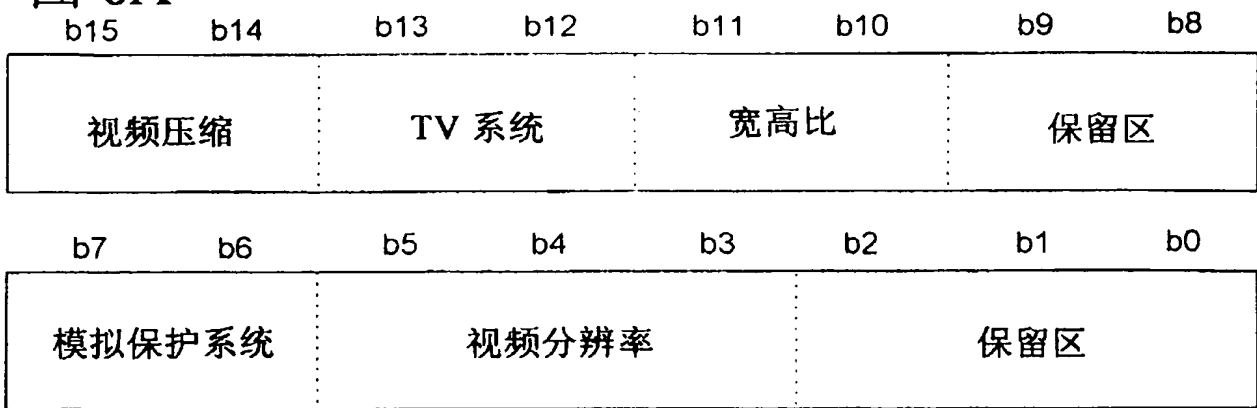 b15 b14 b13 b12 b11 b10 b9 b8
视频压缩 TV 系统 宽高比 保留区
b7 b6 b5 b4 b3 b2 b1 b0
模拟保护系统 视频分辨率 保留区